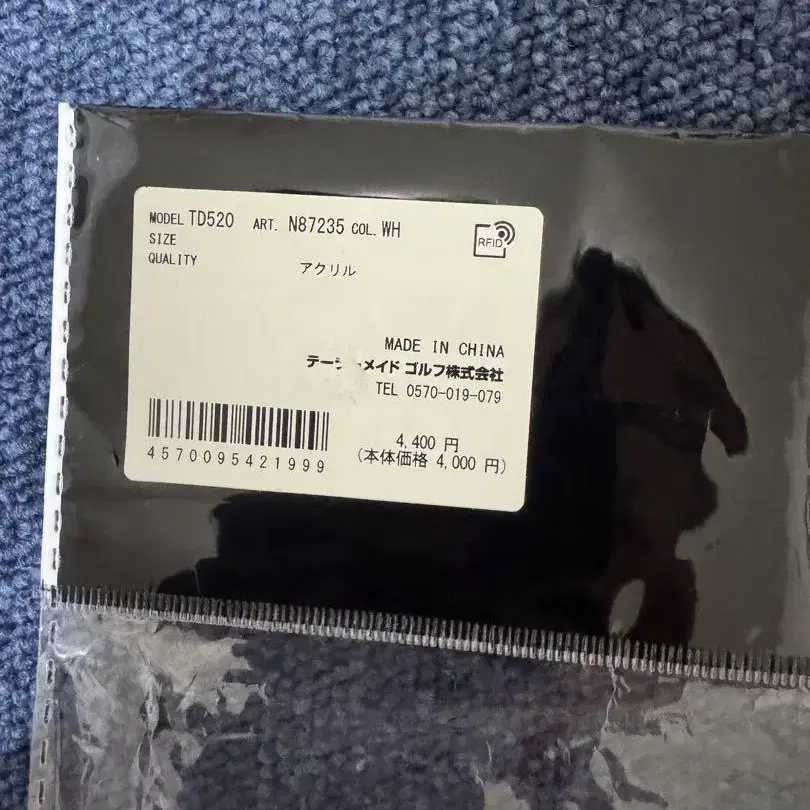 MODEL TD520 ART. N87235 COL. WH
RFID
SIZE
QUALITY アクリル
MADE IN CHINA
ゴルフ株式会社
TEL 0570-019-079
4,400 円
(本体価格 4,000 円)
4570095421999